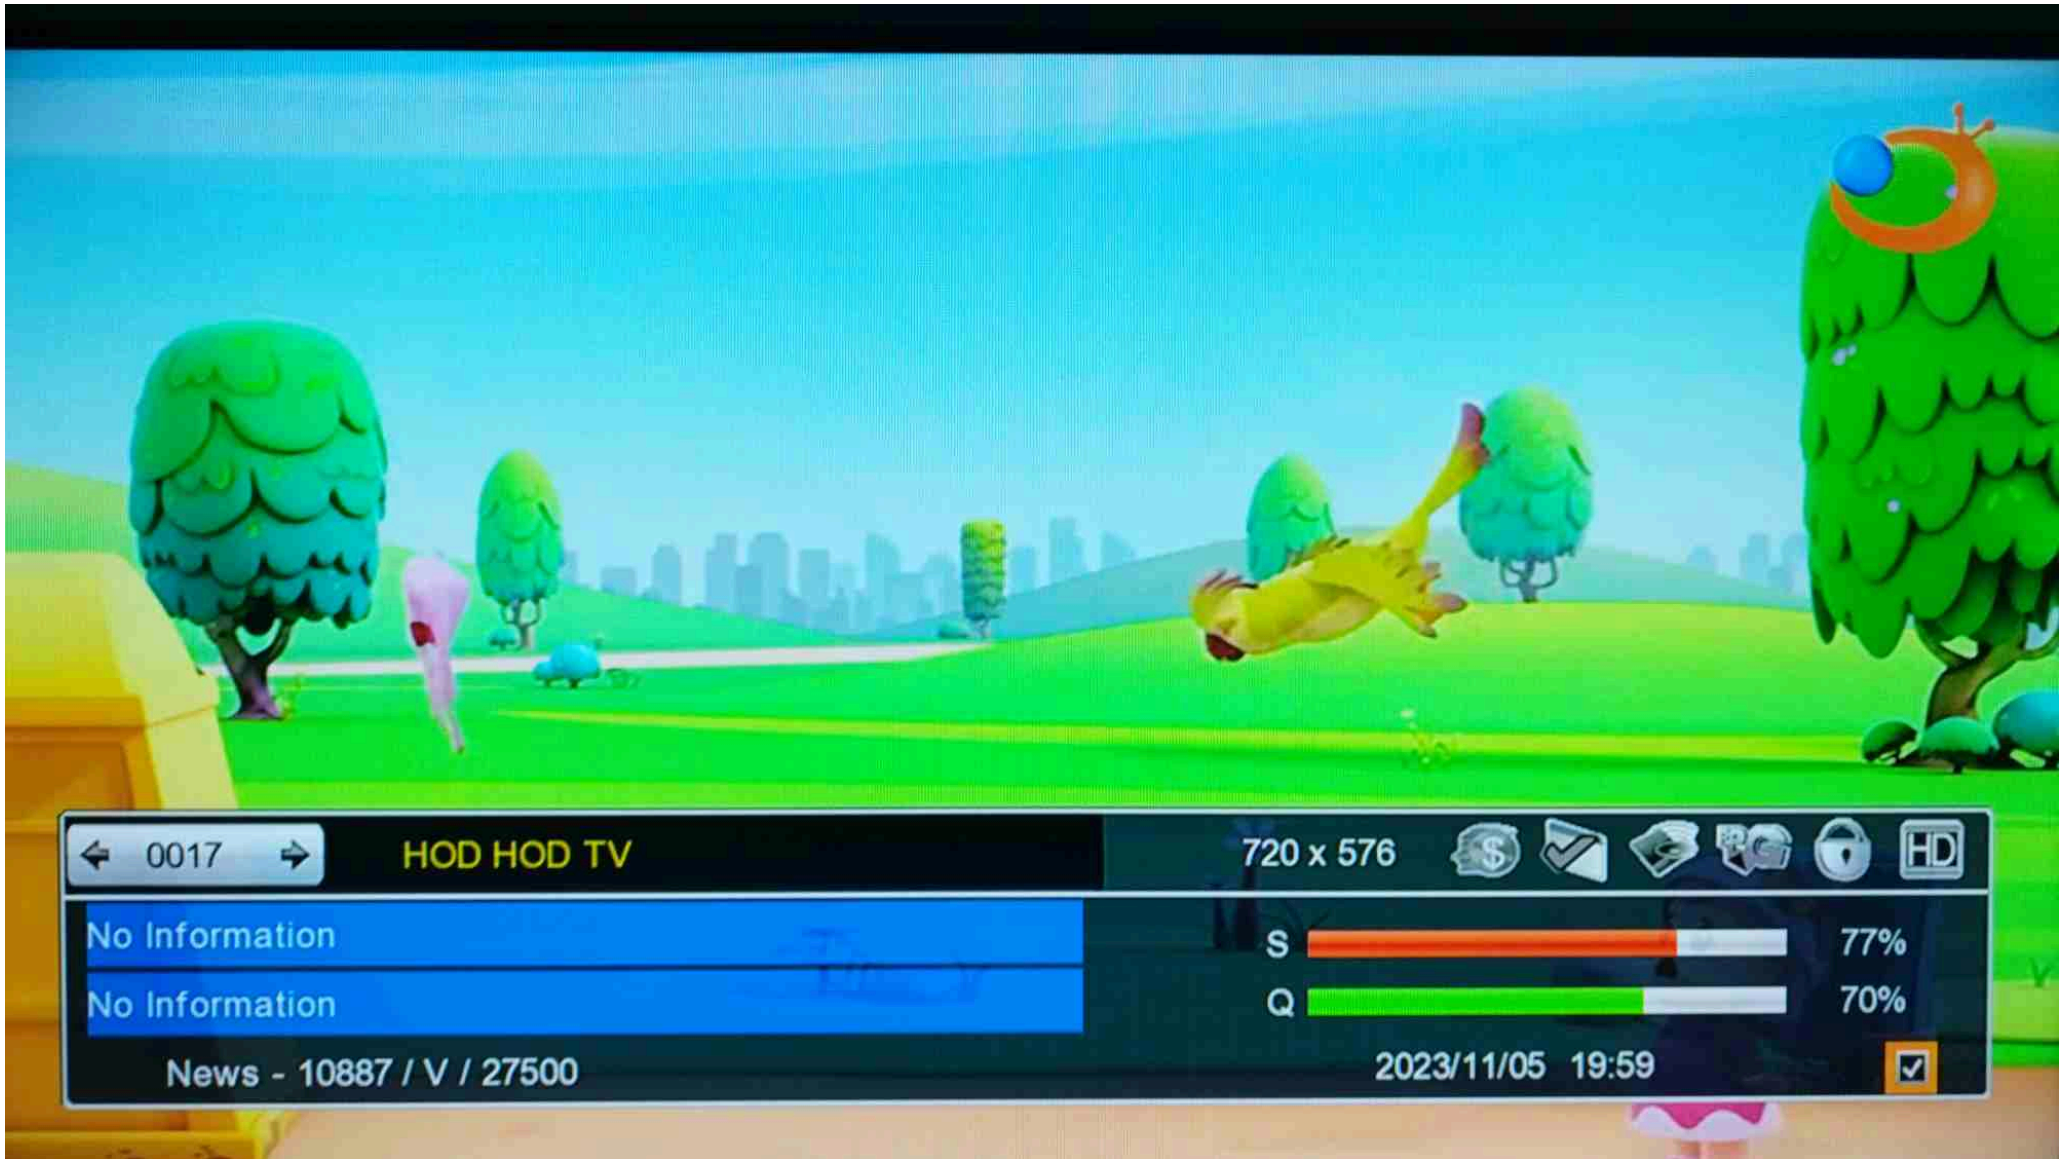 0017
HOD HOD TV
720 x 576
HD
No Information
S 77%
No Information
Q 70%
News - 10887 / V / 27500
2023/11/05 19:59